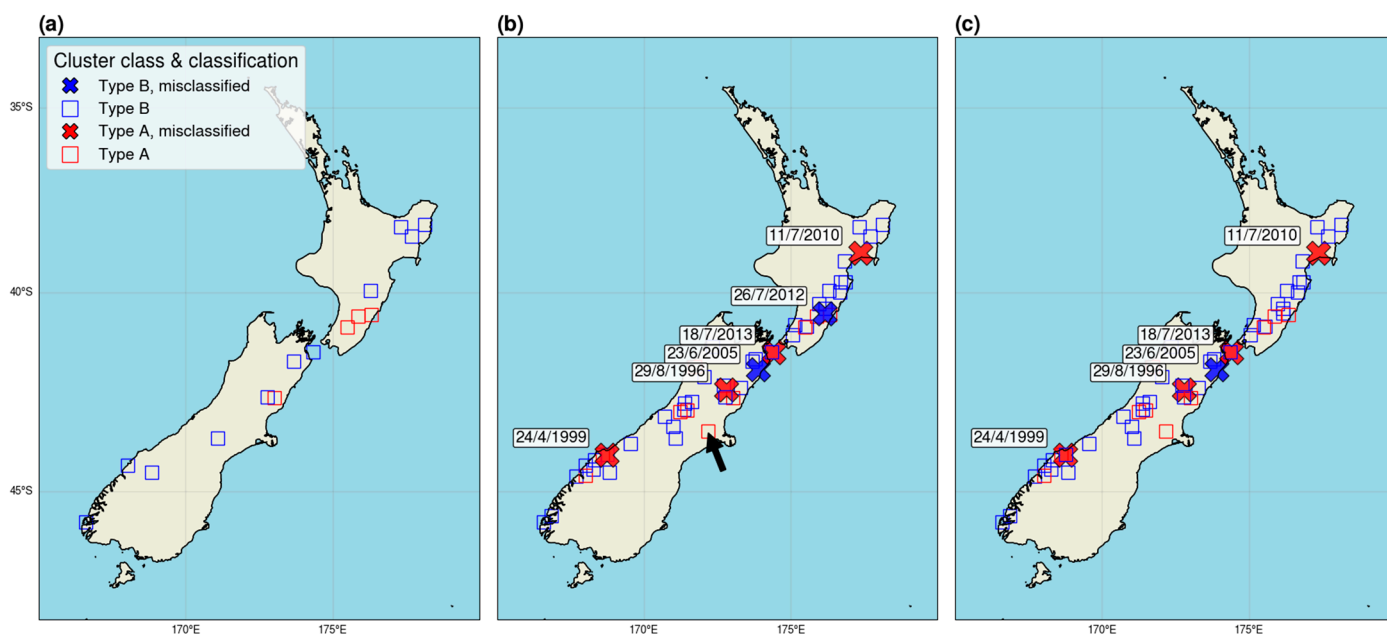 (a)
Cluster class & classification
Type B, misclassified
Type B
Type A, misclassified
Type A
35°S
40°S
45°S
170°E
175°E
(b)
11/7/2010
26/7/2012
18/7/2013
23/6/2005
29/8/1996
24/4/1999
170°E
175°E
(c)
11/7/2010
18/7/2013
23/6/2005
29/8/1996
24/4/1999
170°E
175°E